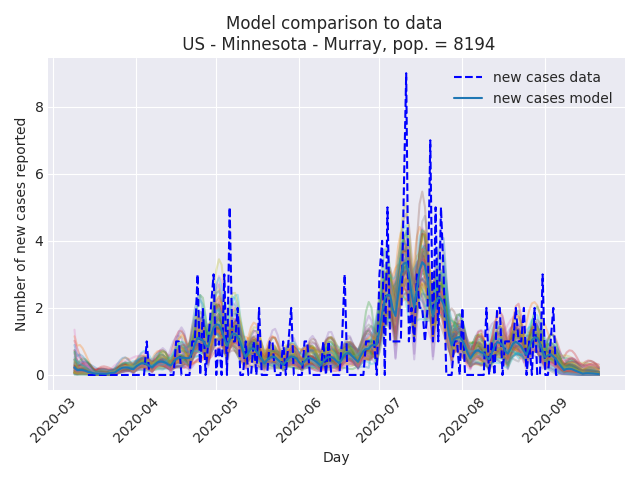 Model comparison to data
US - Minnesota - Murray, pop. = 8194
new cases data
new cases model
Number of new cases reported
8
6
4
2
0
2020-03
2020-04
2020-05
2020-06
2020-07
2020-08
2020-09
Day